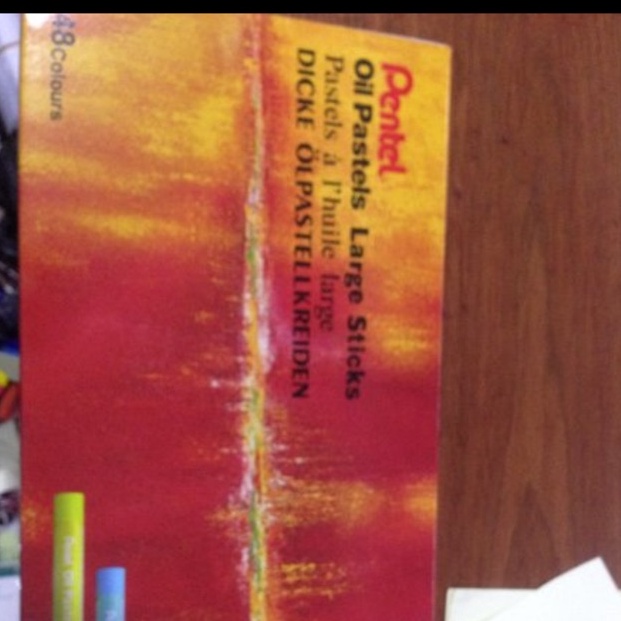 Pentel
Oil Pastels Large Sticks
Pastels à l'huile large
DICKE ÖLPASTELLKREIDEN
48 Colours